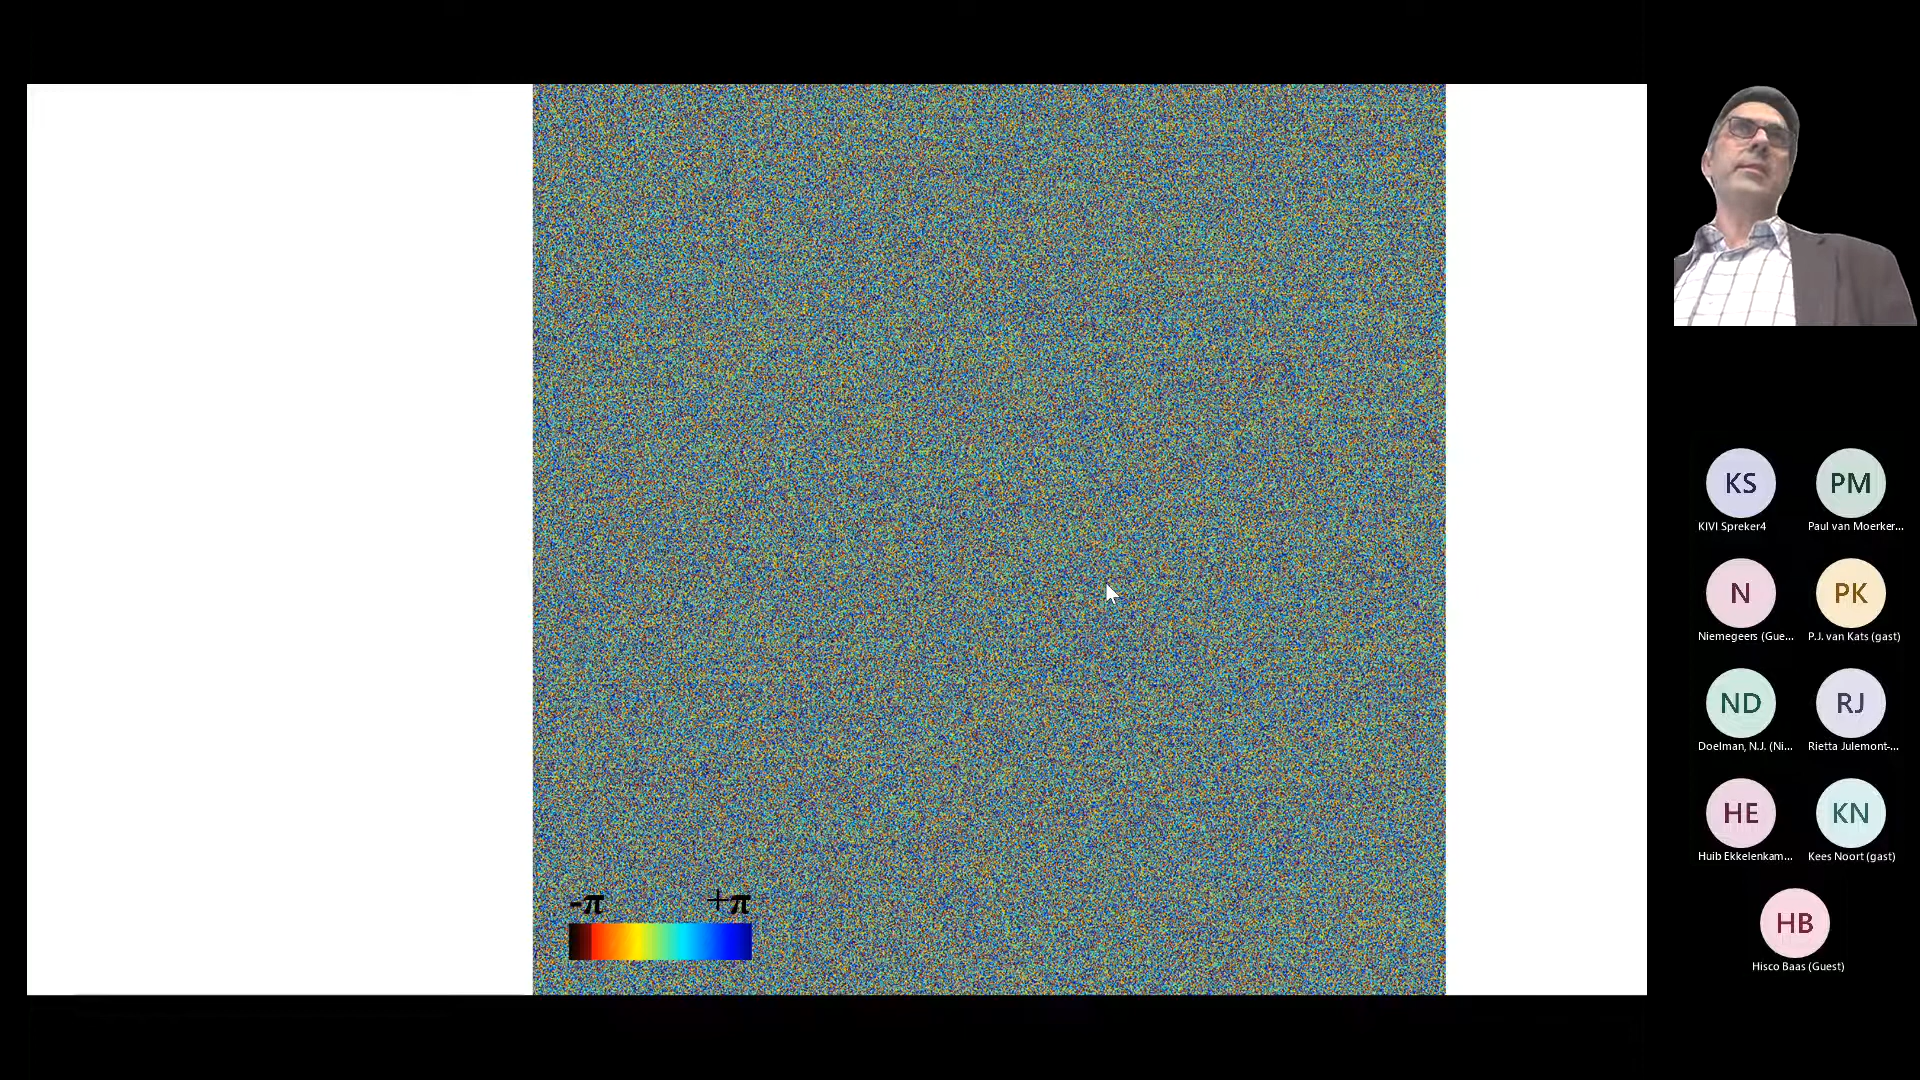 -π +π
KS PM
KIVI Spreker4 Paul van Moerker...
N PK
Niemegeers (Gue... P.J. van Kats (gast)
ND RJ
Doelman, N.J. (Ni... Rietta Julemont-...
HE KN
Huib Ekkelenkam... Kees Noort (gast)
HB
Hisco Baas (Guest)